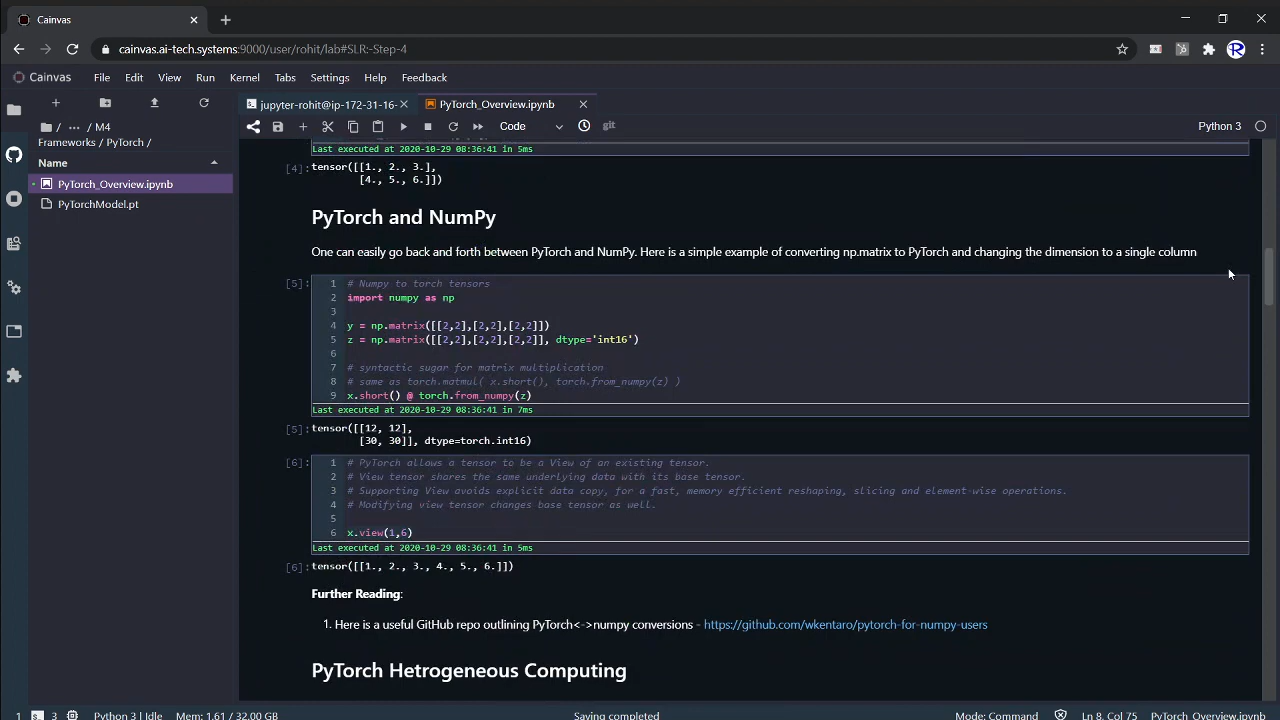 Cainvas
cainvas.ai-tech.systems:9000/user/rohit/lab#SLR:-Step-4
Cainvas File Edit View Run Kernel Tabs Settings Help Feedback
jupyter-rohit@ip-172-31-16-
PyTorch_Overview.ipynb
Code
git
Python 3
/ ··· / M4
Frameworks / PyTorch /
Name
PyTorch_Overview.ipynb
PyTorchModel.pt
Last executed at 2020-10-29 08:36:41 in 5ms
[4]: tensor([[1., 2., 3.],
[4., 5., 6.]])
PyTorch and NumPy
One can easily go back and forth between PyTorch and NumPy. Here is a simple example of converting np.matrix to PyTorch and changing the dimension to a single column
[5]: 1 # Numpy to torch tensors
2 import numpy as np
3
4 y = np.matrix([[2,2],[2,2],[2,2]])
5 z = np.matrix([[2,2],[2,2],[2,2]], dtype='int16')
6
7 # syntactic sugar for matrix multiplication
8 # same as torch.matmul( x.short(), torch.from_numpy(z) )
9 x.short() @ torch.from_numpy(z)
Last executed at 2020-10-29 08:36:41 in 7ms
[5]: tensor([[12, 12],
[30, 30]], dtype=torch.int16)
[6]: 1 # PyTorch allows a tensor to be a View of an existing tensor.
2 # View tensor shares the same underlying data with its base tensor.
3 # Supporting View avoids explicit data copy, for a fast, memory efficient reshaping, slicing and element-wise operations.
4 # Modifying view tensor changes base tensor as well.
5
6 x.view(1,6)
Last executed at 2020-10-29 08:36:41 in 5ms
[6]: tensor([[1., 2., 3., 4., 5., 6.]])
Further Reading:
1. Here is a useful GitHub repo outlining PyTorch<->numpy conversions - https://github.com/wkentaro/pytorch-for-numpy-users
PyTorch Hetrogeneous Computing
1 3 Python 3 | Idle Mem: 1.61 / 32.00 GB Saving completed Mode: Command Ln 8, Col 75 PyTorch_Overview.ipynb